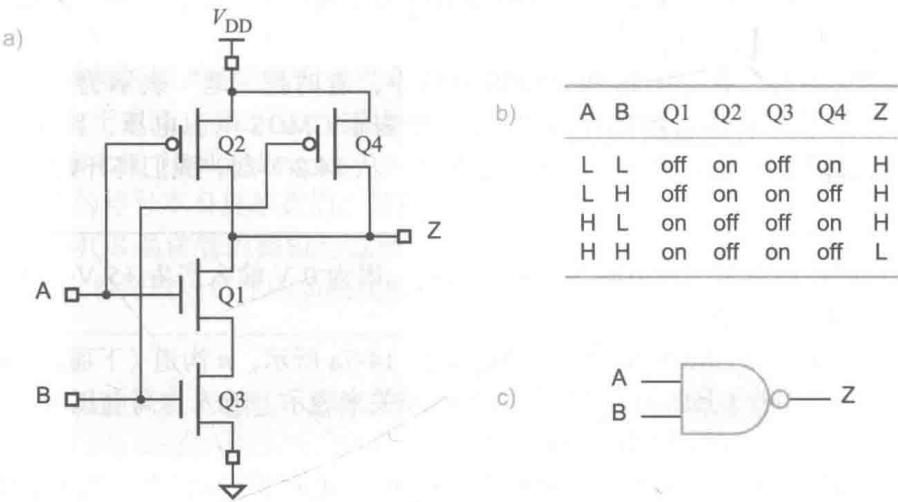 a)
V_DD
Q2
Q4
Z
A
Q1
B
Q3
b)
A B Q1 Q2 Q3 Q4 Z
L L off on off on H
L H off on on off H
H L on off off on H
H H on off on off L
c)
A
B
Z